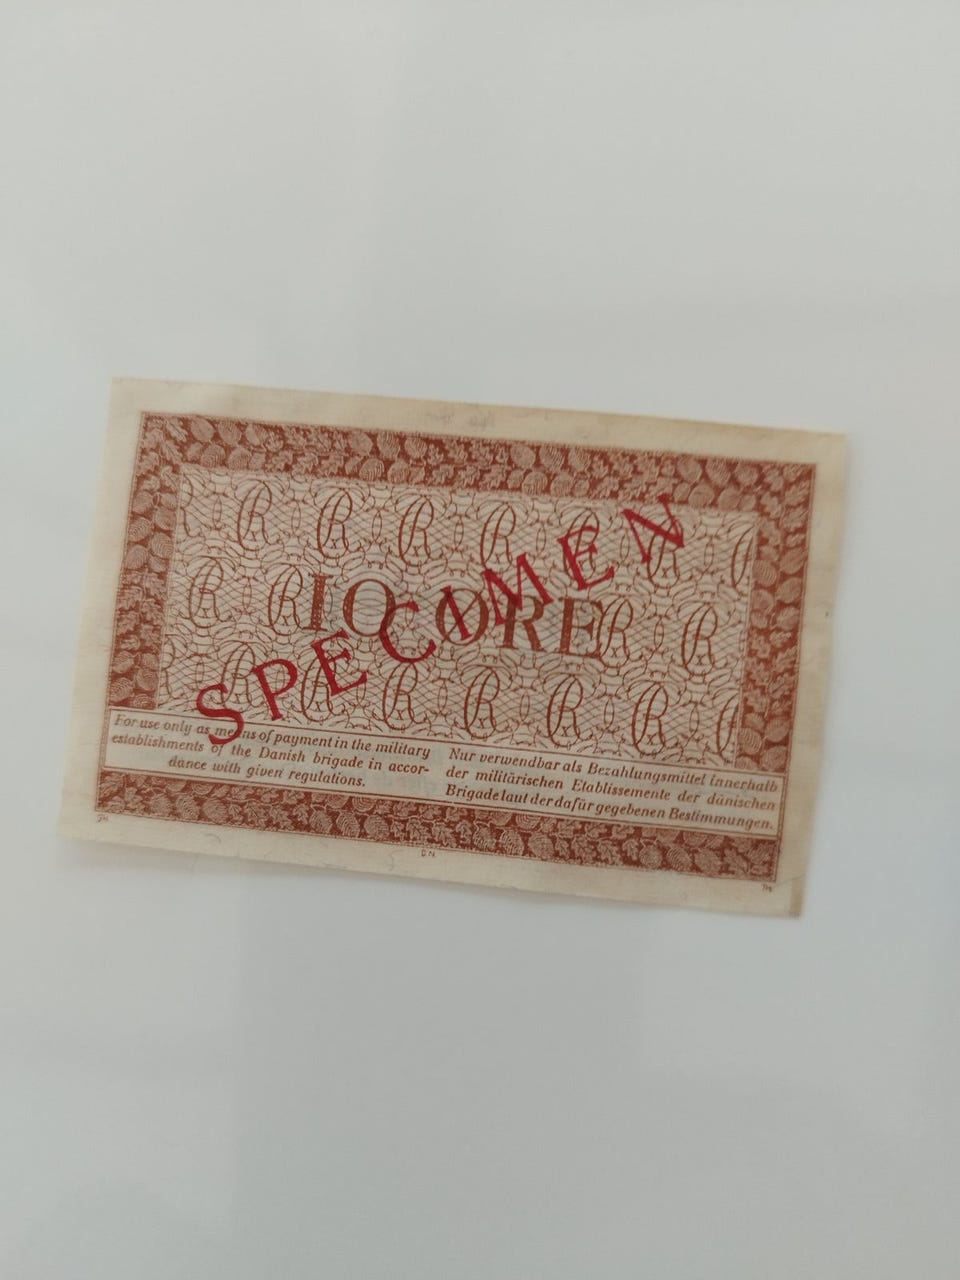 10 ØRE
SPECIMEN
For use only as means of payment in the military
establishments of the Danish brigade in accor-
dance with given regulations.
Nur verwendbar als Bezahlungsmittel innerhalb
der militärischen Etablissemente der dänischen
Brigade laut der dafür gegebenen Bestimmungen.